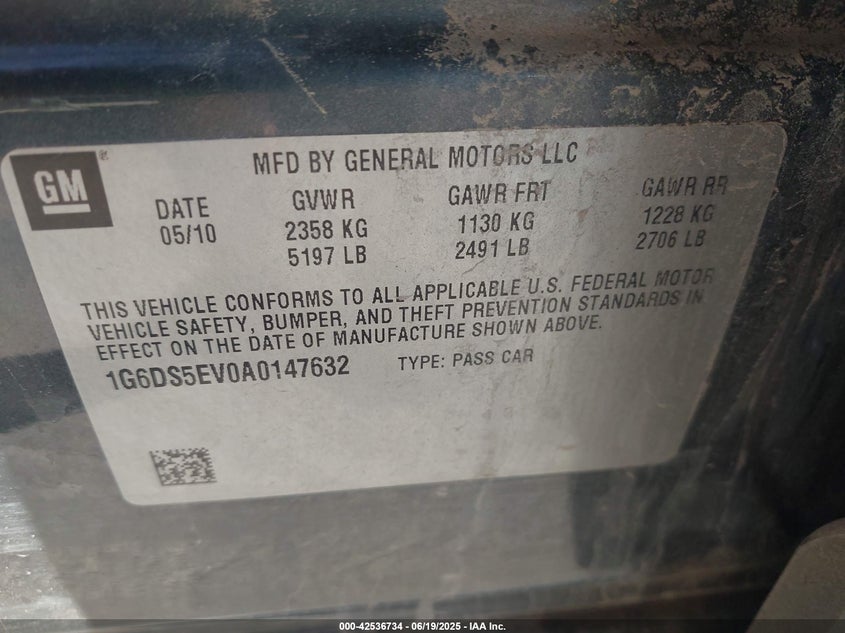 GM
MFD BY GENERAL MOTORS LLC
DATE GVWR GAWR FRT GAWR RR
05/10 2358 KG 1130 KG 1228 KG
5197 LB 2491 LB 2706 LB
THIS VEHICLE CONFORMS TO ALL APPLICABLE U.S. FEDERAL MOTOR
VEHICLE SAFETY, BUMPER, AND THEFT PREVENTION STANDARDS IN
EFFECT ON THE DATE OF MANUFACTURE SHOWN ABOVE.
1G6DS5EV0A0147632 TYPE: PASS CAR
000-42536734 - 06/19/2025 - IAA Inc.